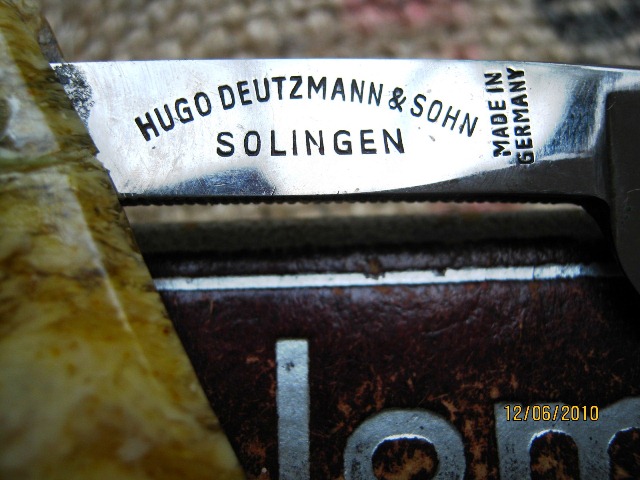 HUGO DEUTZMANN & SOHN
SOLINGEN
MADE IN
GERMANY
12/06/2010